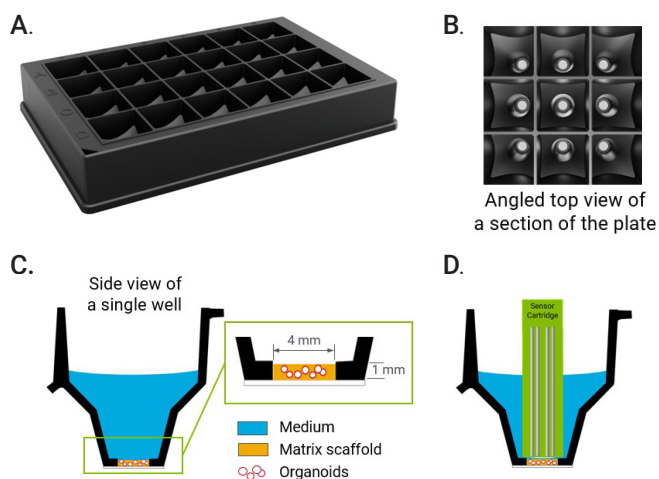 A.
B.
Angled top view of
a section of the plate
C.
Side view of
a single well
4 mm
1 mm
Medium
Matrix scaffold
Organoids
D.
Sensor
Cartridge